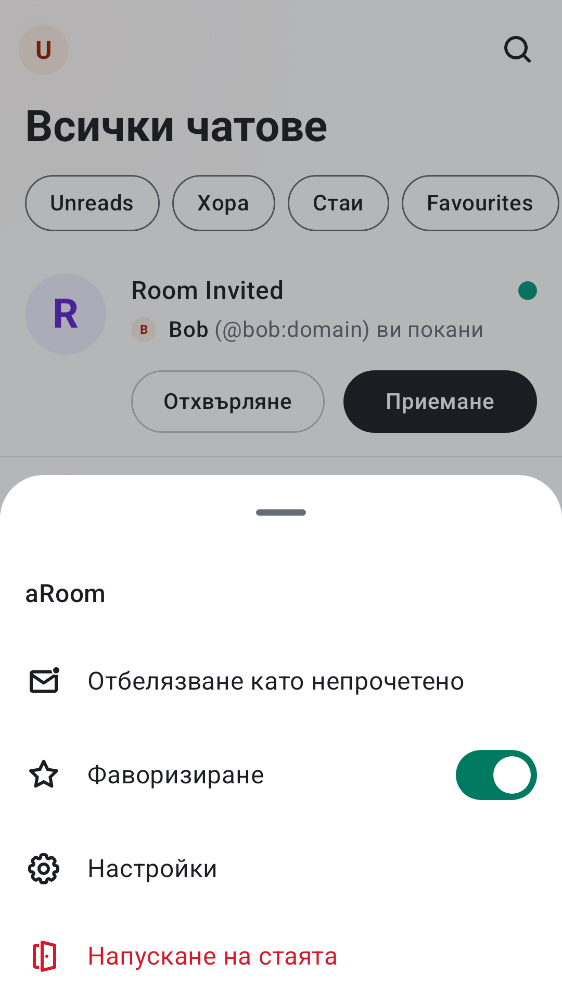 U
Всички чатове
Unreads Хора Стаи Favourites
R
Room Invited
B Bob (@bob:domain) ви покани
Отхвърляне Приемане
aRoom
Отбелязване като непрочетено
Фаворизиране
Настройки
Напускане на стаята